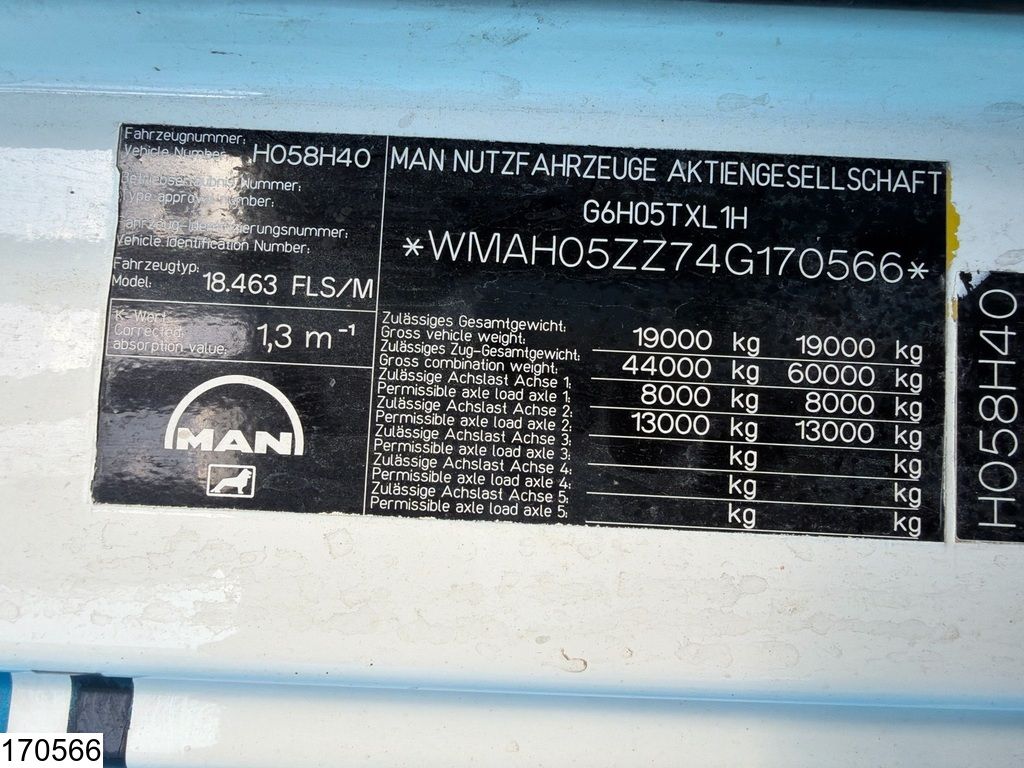 Fahrzeugnummer:
Vehicle Number: H058H40
Betriebserlaubnis Nummer:
Type approval number:
Fahrzeug-Identifizierungsnummer:
Vehicle Identification Number:
Fahrzeugtyp:
Model: 18.463 FLS/M
K-Wert
Corrected
absorption value: 1,3 m⁻¹
MAN
MAN NUTZFAHRZEUGE AKTIENGESELLSCHAFT
G6H05TXL1H
*WMAH05ZZ74G170566*
Zulässiges Gesamtgewicht:
Gross vehicle weight: 19000 kg 19000 kg
Zulässiges Zug-Gesamtgewicht:
Gross combination weight: 44000 kg 60000 kg
Zulässige Achslast Achse 1:
Permissible axle load axle 1: 8000 kg 8000 kg
Zulässige Achslast Achse 2:
Permissible axle load axle 2: 13000 kg 13000 kg
Zulässige Achslast Achse 3:
Permissible axle load axle 3: kg kg
Zulässige Achslast Achse 4:
Permissible axle load axle 4: kg kg
Zulässige Achslast Achse 5:
Permissible axle load axle 5: kg kg
H058H40
170566